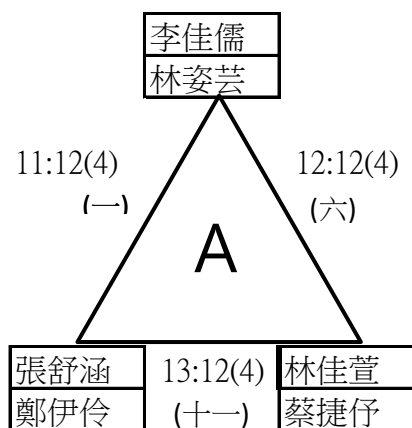 李佳儒
林姿芸
11:12(4)
(一)
12:12(4)
(六)
A
張舒涵
鄭伊伶
13:12(4)
(十一)
林佳萱
蔡捷伃